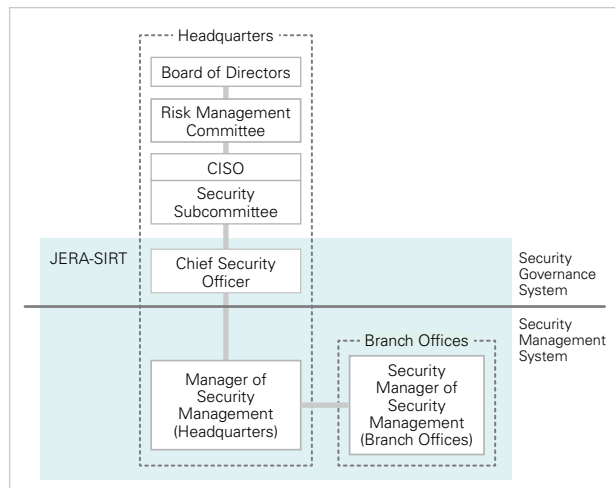 Headquarters
Board of Directors
Risk Management
Committee
CISO
Security
Subcommittee
JERA-SIRT
Chief Security
Officer
Security
Governance
System
Security
Management
System
Branch Offices
Manager of
Security
Management
(Headquarters)
Security
Manager of
Security
Management
(Branch Offices)